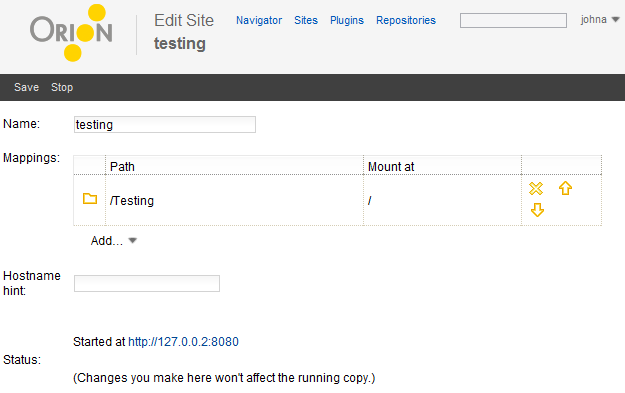 ORION
Edit Site
testing
Navigator Sites Plugins Repositories
johna
Save Stop
Name: testing
Mappings:
Path Mount at
/Testing /
Add...
Hostname
hint:
Started at http://127.0.0.2:8080
Status:
(Changes you make here won't affect the running copy.)